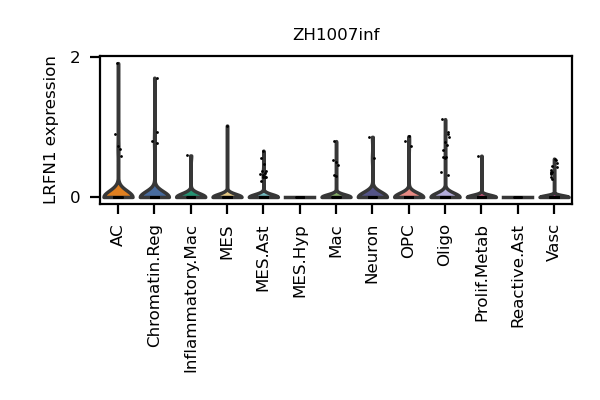 ZH1007inf
LRFN1 expression
2
0
AC
Chromatin.Reg
Inflammatory.Mac
MES
MES.Ast
MES.Hyp
Mac
Neuron
OPC
Oligo
Prolif.Metab
Reactive.Ast
Vasc